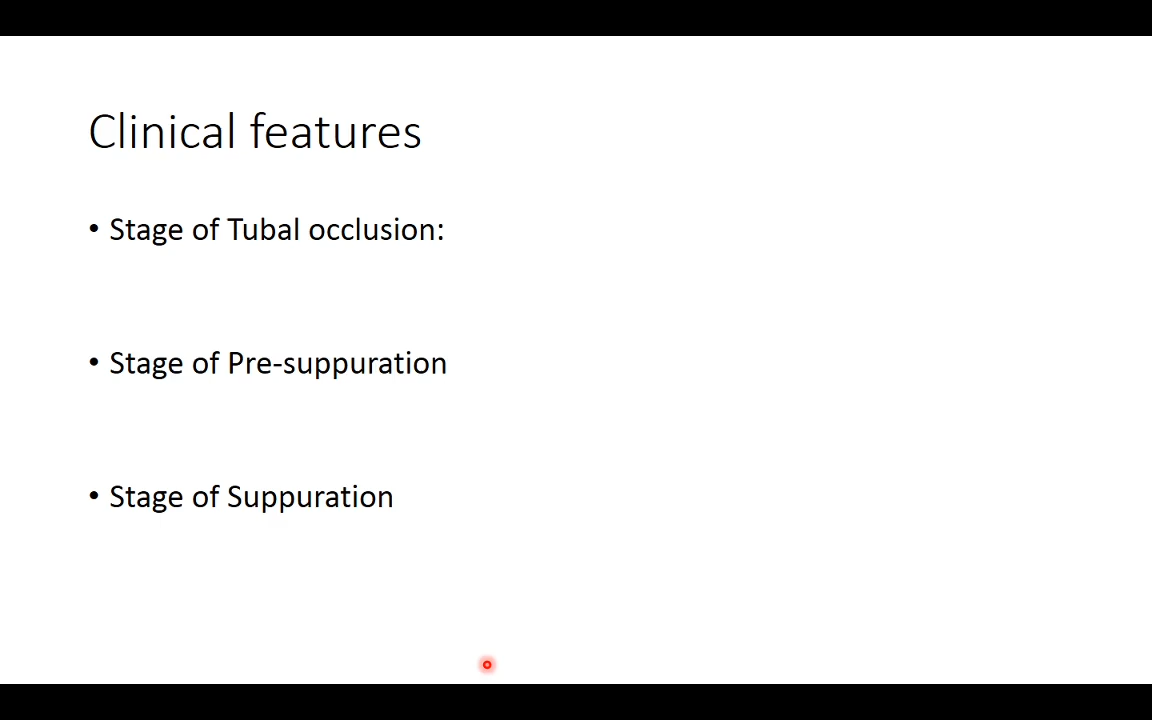 Clinical features
• Stage of Tubal occlusion:
• Stage of Pre-suppuration
• Stage of Suppuration